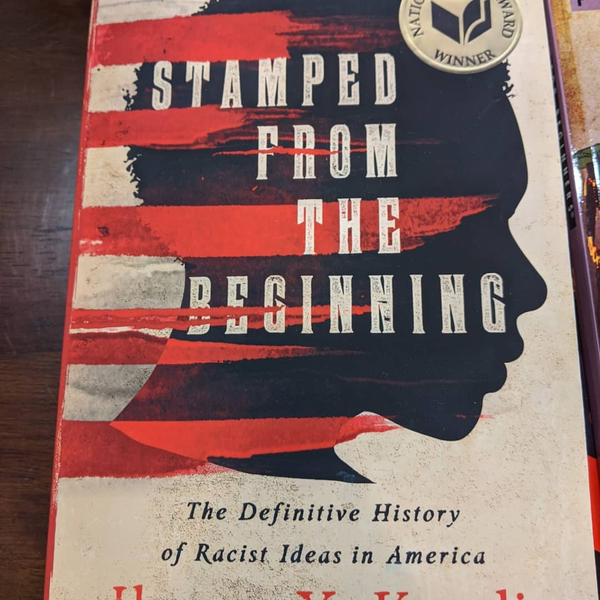 WINNER
STAMPED
FROM
THE
BEGINNING
The Definitive History
of Racist Ideas in America